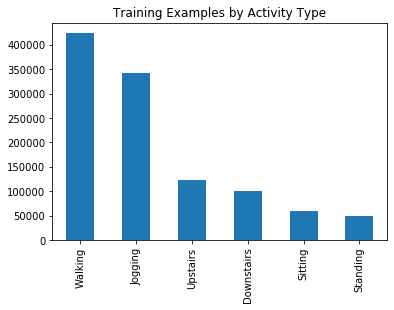 Training Examples by Activity Type
400000
350000
300000
250000
200000
150000
100000
50000
0
Walking
Jogging
Upstairs
Downstairs
Sitting
Standing